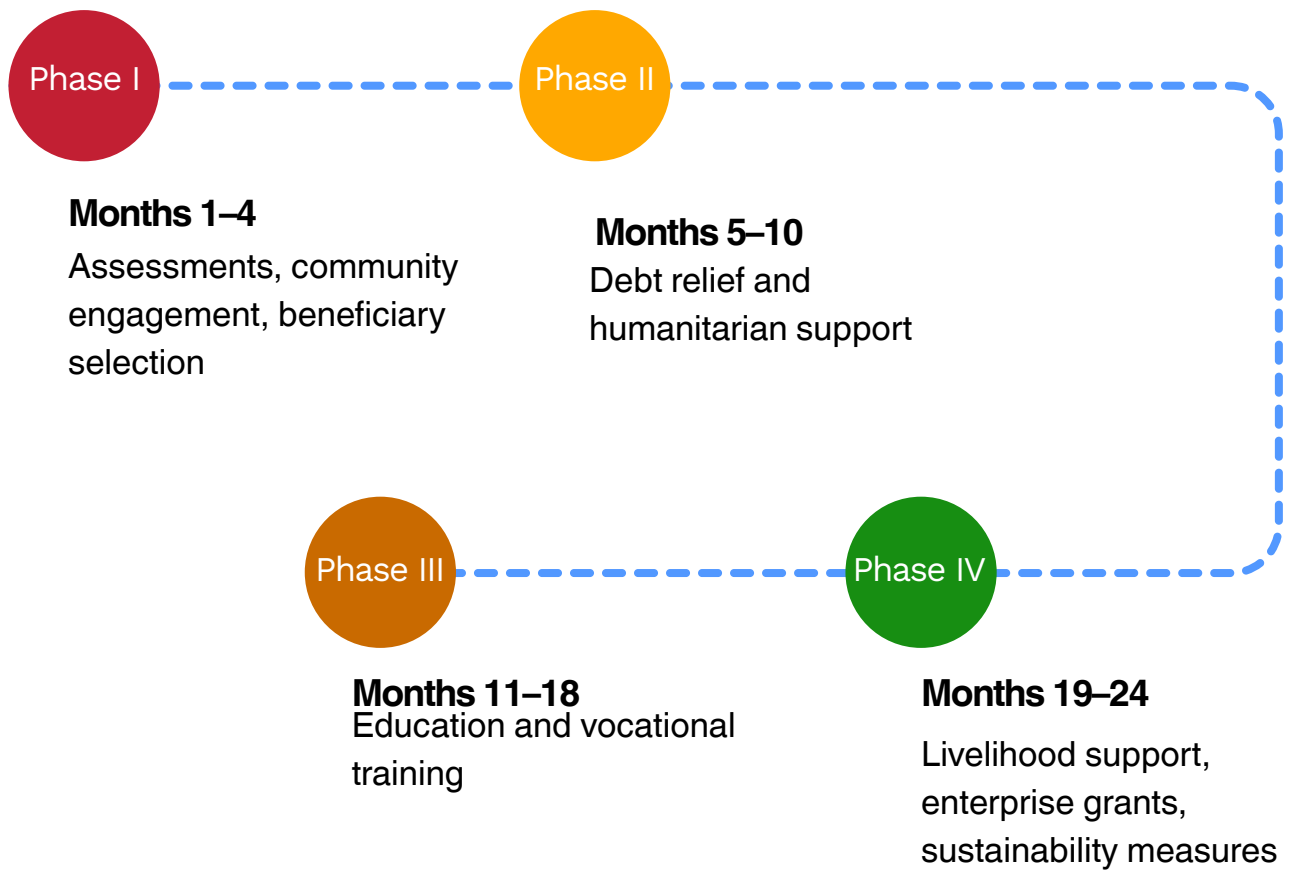 Phase I
Months 1–4
Assessments, community
engagement, beneficiary
selection
Phase II
Months 5–10
Debt relief and
humanitarian support
Phase III
Months 11–18
Education and vocational
training
Phase IV
Months 19–24
Livelihood support,
enterprise grants,
sustainability measures